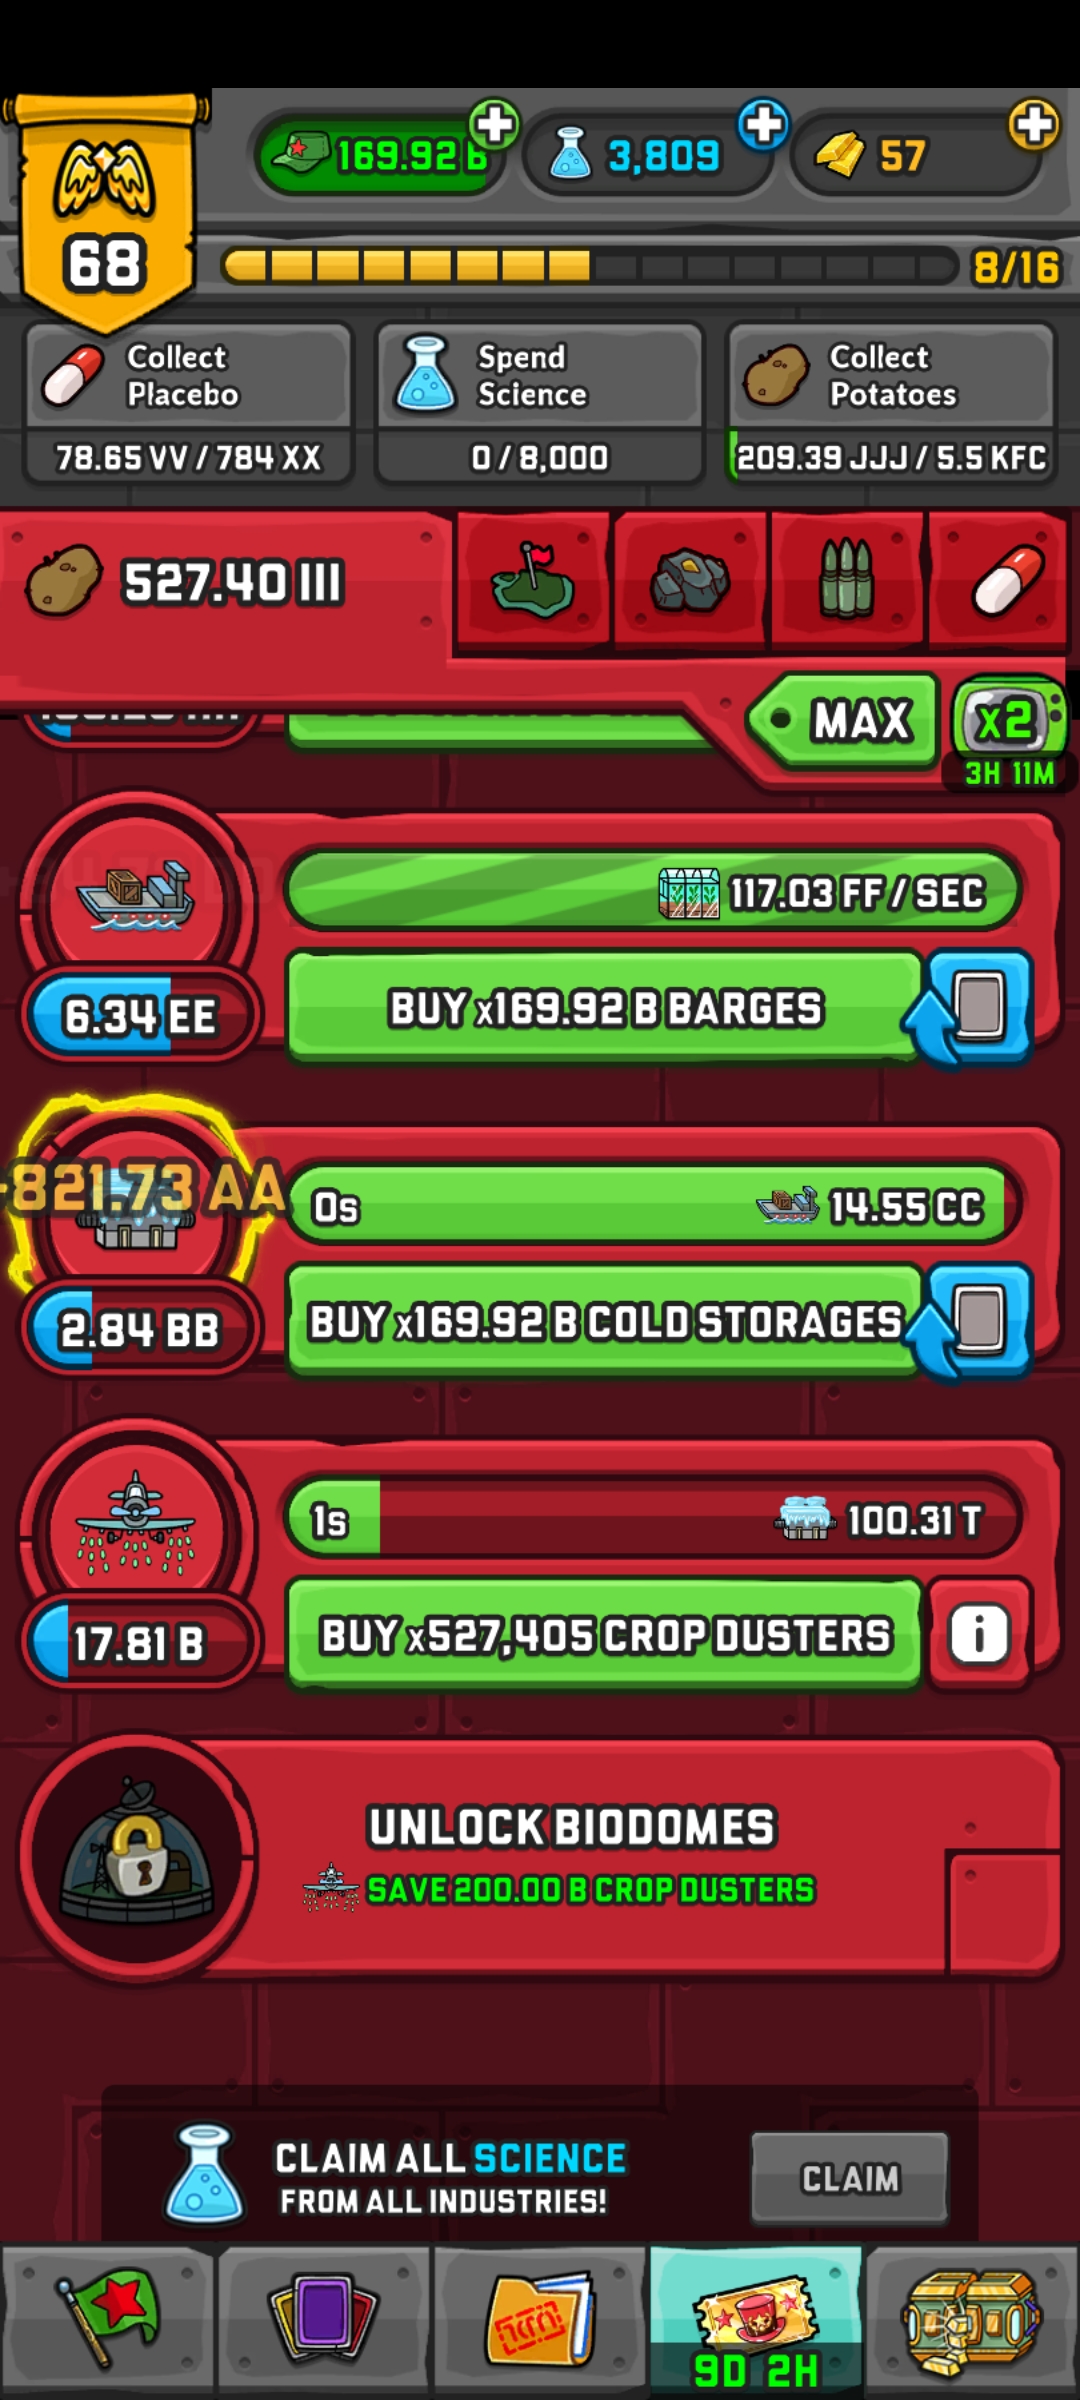 169.92 B
3,809
57
68
8/16
Collect
Placebo
78.65 VV / 784 XX
Spend
Science
0 / 8,000
Collect
Potatoes
209.39 JJJ / 5.5 KFC
527.40 III
MAX
x2
3H 11M
117.03 FF / SEC
6.34 EE
BUY x169.92 B BARGES
821.73 AA
0s
14.55 CC
2.84 BB
BUY x169.92 B COLD STORAGES
1s
100.31 T
17.81 B
BUY x527,405 CROP DUSTERS
i
UNLOCK BIODOMES
SAVE 200.00 B CROP DUSTERS
CLAIM ALL SCIENCE
FROM ALL INDUSTRIES!
CLAIM
9D 2H